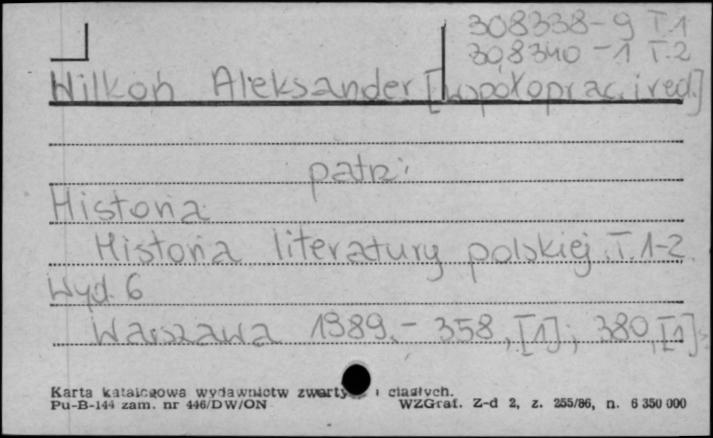 308338-9 T.1
308340-1 T.2
Wilkoń Aleksander [współoprac. i red.]
patrz:
Historia
Historia literatury polskiej. T. 1-2.
Wyd. 6
Warszawa 1989. - 358, [1] ; 380, [1]
Karta katalogowa wydawnictw zwarty i ciągłych.
Pu-B-144 zam. nr 446/DW/ON WZGraf. Z-d 2, z. 255/86, n. 6 350 000